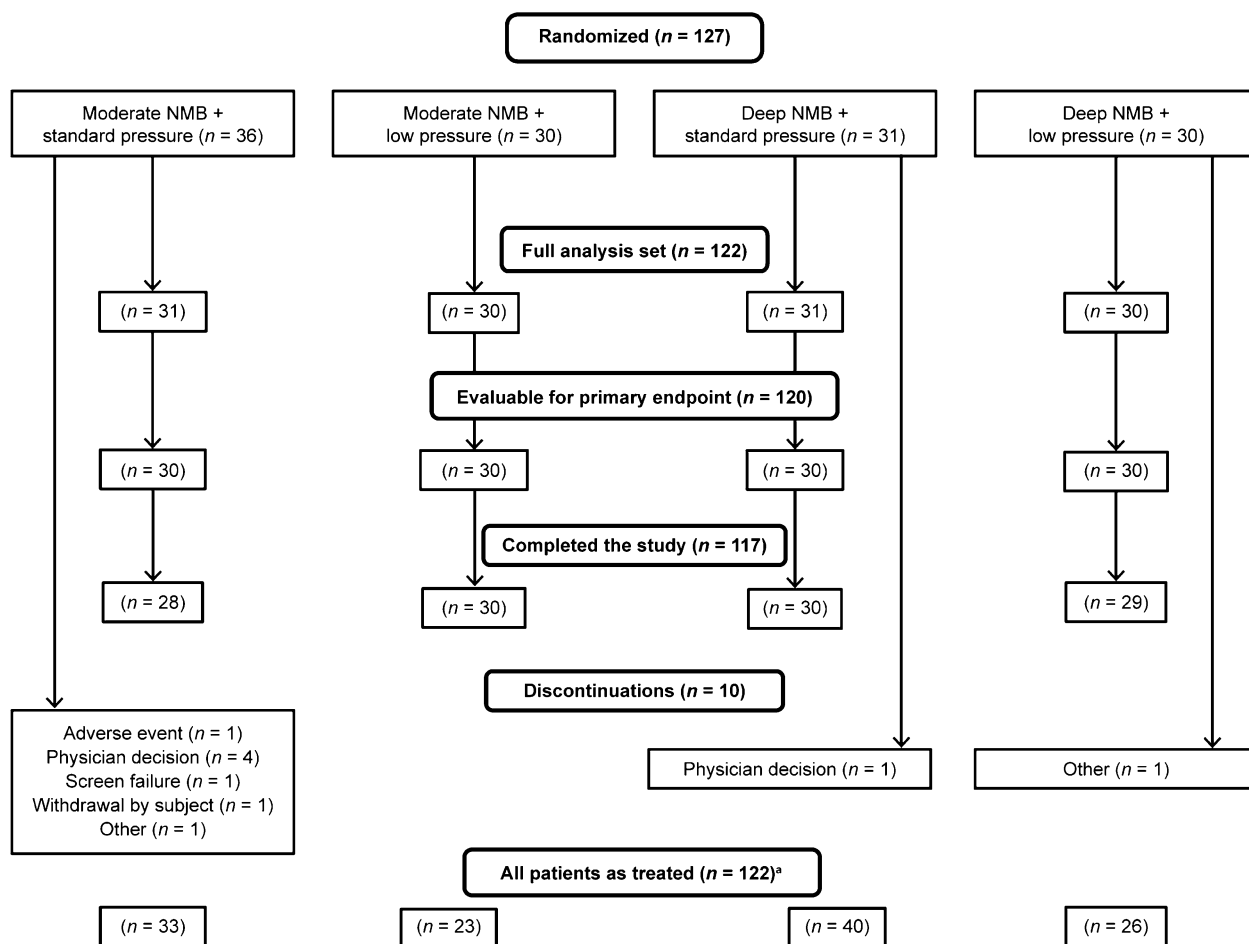 Randomized (n = 127)
Moderate NMB +
standard pressure (n = 36)
Moderate NMB +
low pressure (n = 30)
Deep NMB +
standard pressure (n = 31)
Deep NMB +
low pressure (n = 30)
Full analysis set (n = 122)
(n = 31)
(n = 30)
(n = 31)
(n = 30)
Evaluable for primary endpoint (n = 120)
(n = 30)
(n = 30)
(n = 30)
(n = 30)
Completed the study (n = 117)
(n = 28)
(n = 30)
(n = 30)
(n = 29)
Discontinuations (n = 10)
Adverse event (n = 1)
Physician decision (n = 4)
Screen failure (n = 1)
Withdrawal by subject (n = 1)
Other (n = 1)
Physician decision (n = 1)
Other (n = 1)
All patients as treated (n = 122)ᵃ
(n = 33)
(n = 23)
(n = 40)
(n = 26)